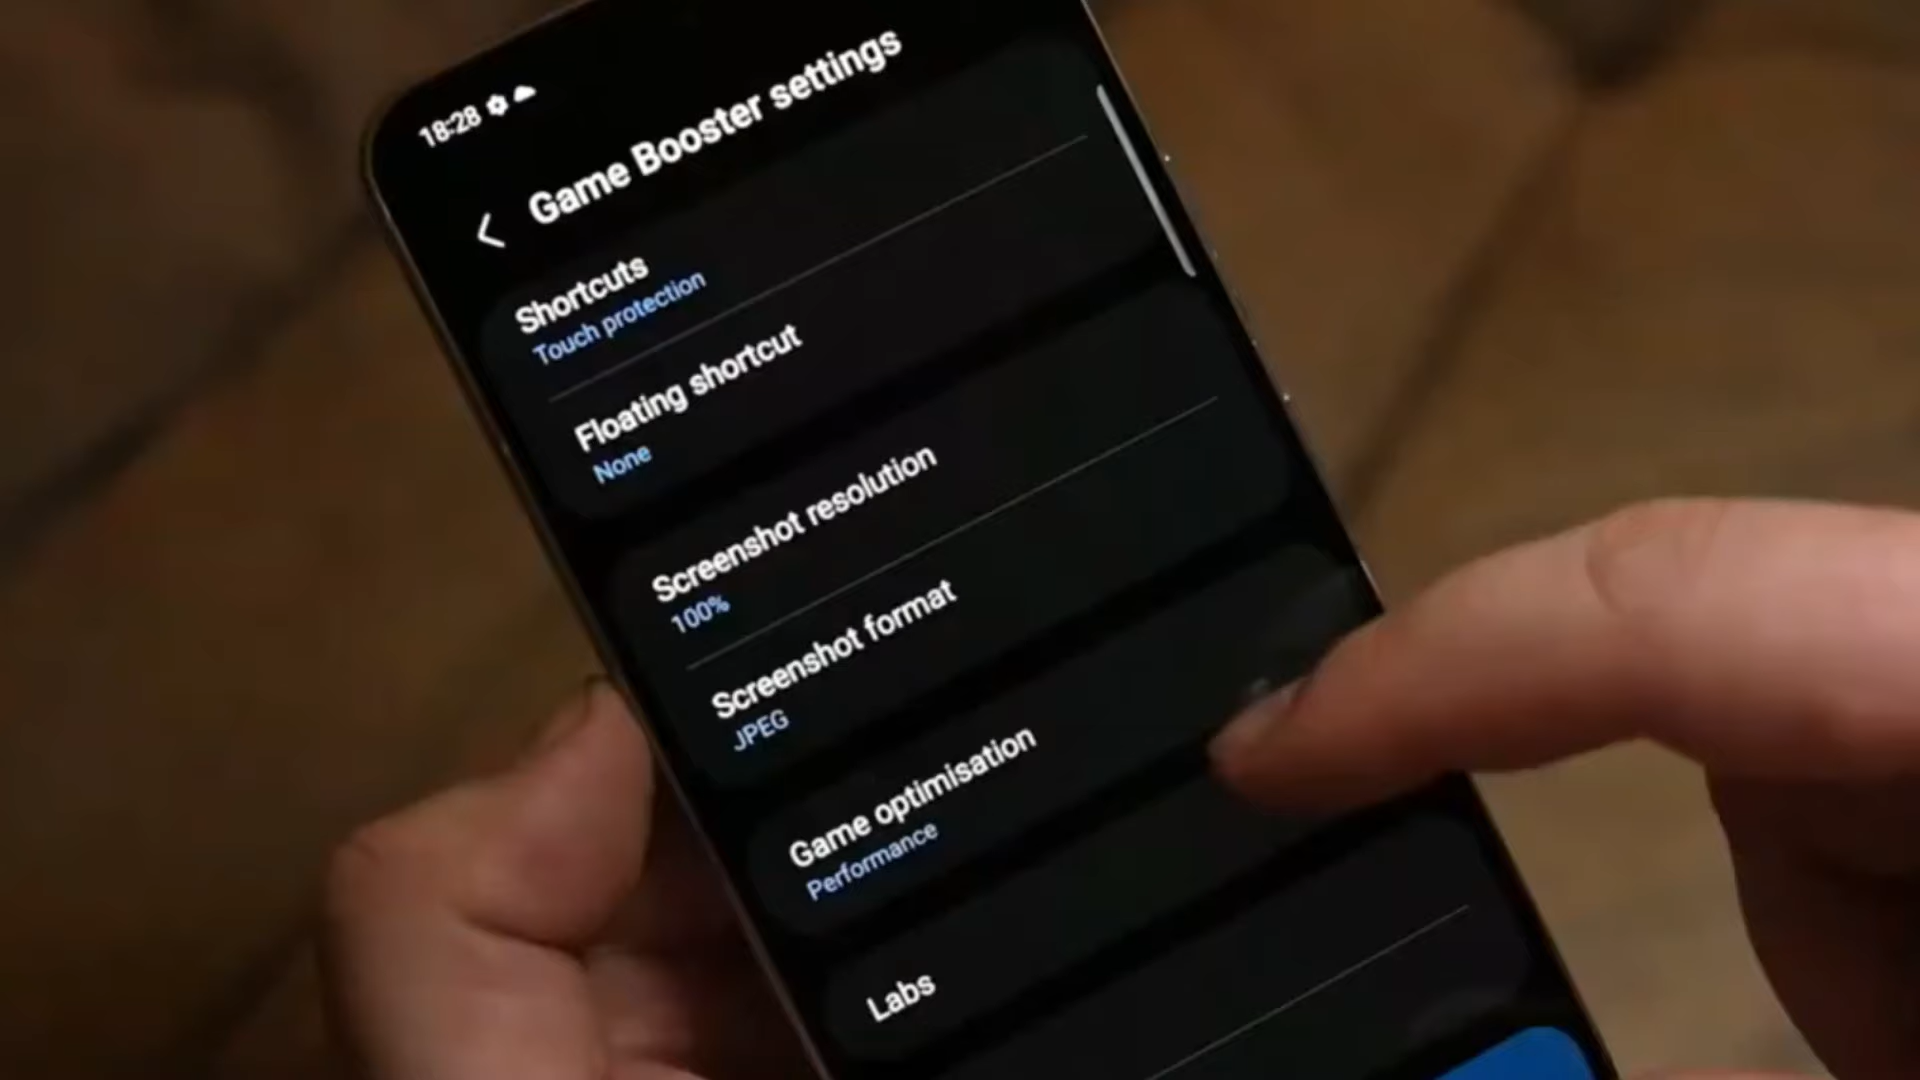 18:28
Game Booster settings
Shortcuts
Touch protection
Floating shortcut
None
Screenshot resolution
100%
Screenshot format
JPEG
Game optimisation
Performance
Labs